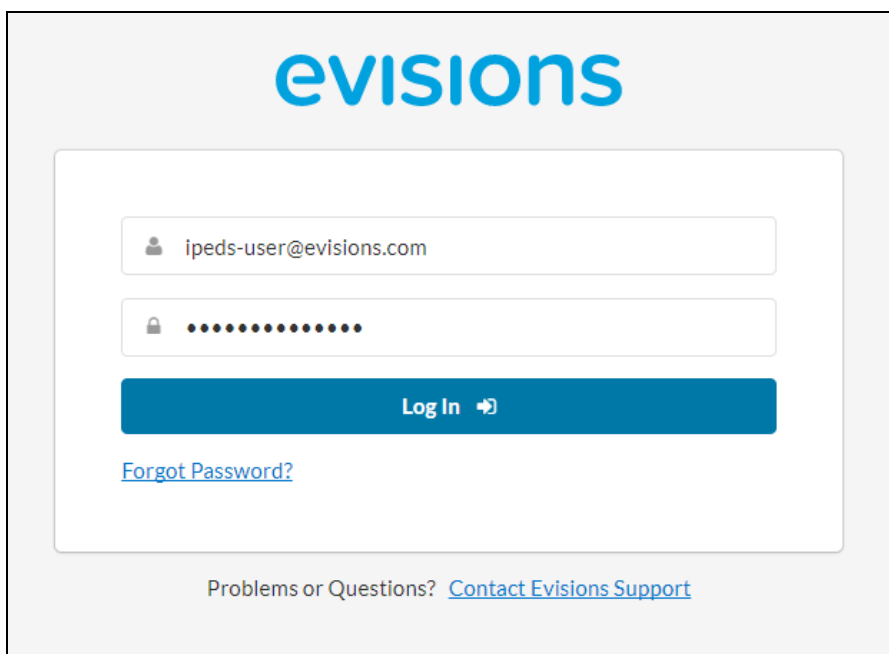 evisions
ipeds-user@evisions.com
••••••••••••••
Log In
Forgot Password?
Problems or Questions? Contact Evisions Support